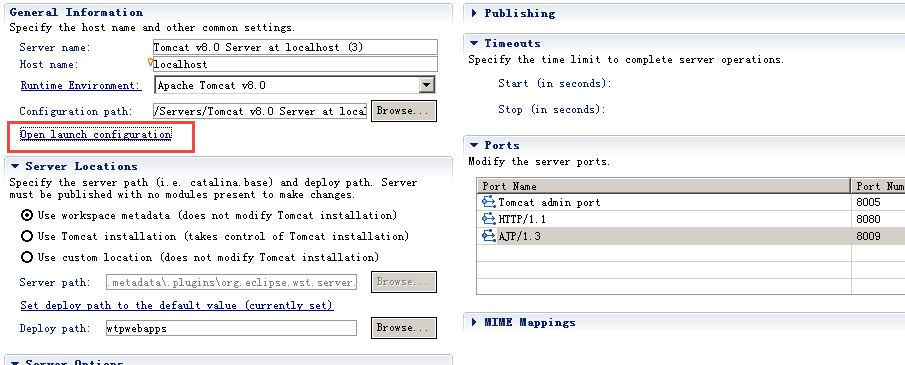 General Information
Specify the host name and other common settings.
Server name:
Tomcat v8.0 Server at localhost (3)
Host name:
localhost
Runtime Environment:
Apache Tomcat v8.0
Configuration path:
/Servers/Tomcat v8.0 Server at loca
Browse...
Open launch configuration
Server Locations
Specify the server path (i.e. catalina.base) and deploy path. Server
must be published with no modules present to make changes.
Use workspace metadata (does not modify Tomcat installation)
Use Tomcat installation (takes control of Tomcat installation)
Use custom location (does not modify Tomcat installation)
Server path:
.metadata\.plugins\org.eclipse.wst.server.
Browse...
Set deploy path to the default value (currently set)
Deploy path:
wtpwebapps
Browse...
Server Options
Publishing
Timeouts
Specify the time limit to complete server operations.
Start (in seconds):
Stop (in seconds):
Ports
Modify the server ports.
Port Name
Port Num
Tomcat admin port
8005
HTTP/1.1
8080
AJP/1.3
8009
MIME Mappings